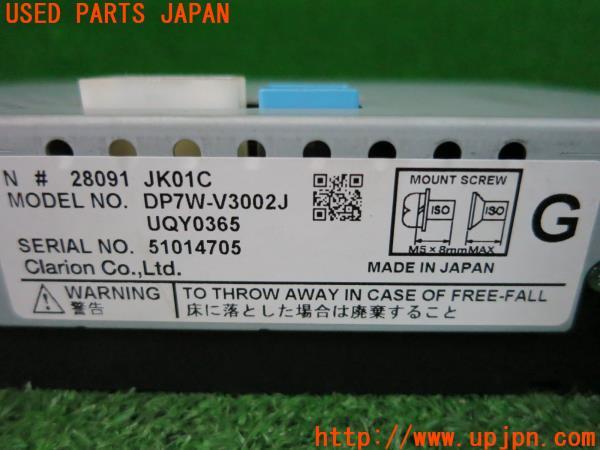 USED PARTS JAPAN
N # 28091 JK01C
MODEL NO. DP7W-V3002J
UQY0365
SERIAL NO. 51014705
Clarion Co.,Ltd.
MOUNT SCREW
ISO ISO
M5 × 8mmMAX
G
MADE IN JAPAN
WARNING
警告
TO THROW AWAY IN CASE OF FREE-FALL
床に落とした場合は廃棄すること
UPJ http://www.upjpn.com/